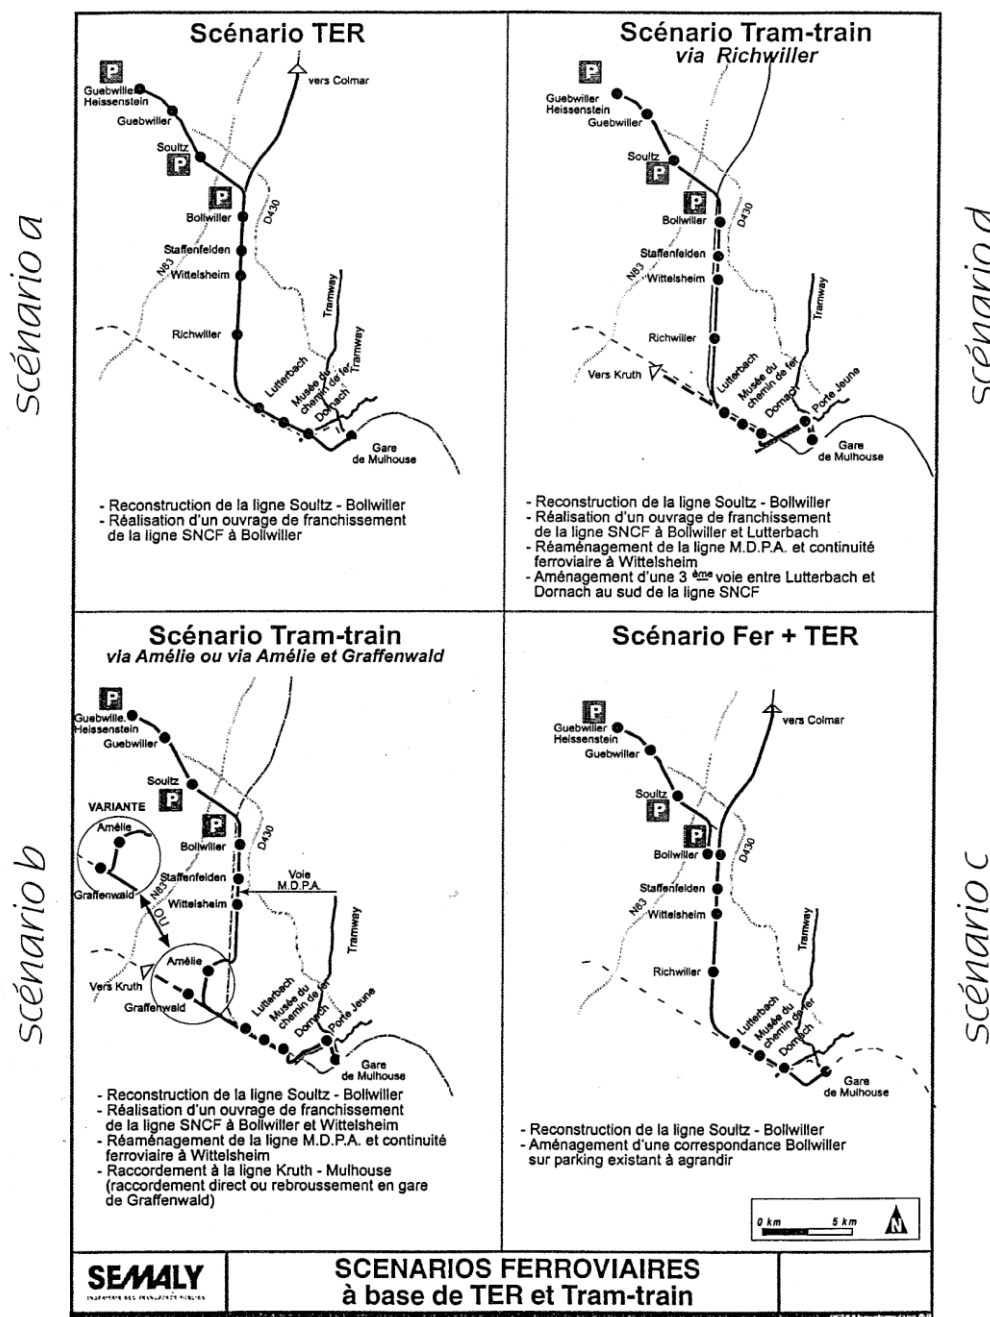 scénario a
Scénario TER
P
Guebwiller
Heissenstein
Guebwiller
vers Colmar
Soultz
P
P
Bollwiller
D430
Staffenfelden
N83
Wittelsheim
Tramway
Richwiller
Tramway
Lutterbach
Musée du
chemin de fer
Dornach
Gare
de Mulhouse
- Reconstruction de la ligne Soultz - Bollwiller
- Réalisation d'un ouvrage de franchissement
de la ligne SNCF à Bollwiller
scénario d
Scénario Tram-train
via Richwiller
P
Guebwiller
Heissenstein
Guebwiller
Soultz
P
P
Bollwiller
D430
Staffenfelden
N83
Wittelsheim
Tramway
Richwiller
Vers Kruth
Lutterbach
Musée du
chemin de fer
Dornach
Porte Jeune
Gare
de Mulhouse
- Reconstruction de la ligne Soultz - Bollwiller
- Réalisation d'un ouvrage de franchissement
de la ligne SNCF à Bollwiller et Lutterbach
- Réaménagement de la ligne M.D.P.A. et continuité
ferroviaire à Wittelsheim
- Aménagement d'une 3 ème voie entre Lutterbach et
Dornach au sud de la ligne SNCF
scénario b
Scénario Tram-train
via Amélie ou via Amélie et Graffenwald
P
Guebwille.
Heissenstein
Guebwiller
Soultz
P
VARIANTE
P
Amélie
Bollwiller
D430
Staffenfelden
Voie
M.D.P.A.
Graffenwald
N83
Wittelsheim
OU
Tramway
Amélie
Vers Kruth
Graffenwald
Lutterbach
Musée du
chemin de fer
Dornach
Porte Jeune
Gare
de Mulhouse
- Reconstruction de la ligne Soultz - Bollwiller
- Réalisation d'un ouvrage de franchissement
de la ligne SNCF à Bollwiller et Wittelsheim
- Réaménagement de la ligne M.D.P.A. et continuité
ferroviaire à Wittelsheim
- Raccordement à la ligne Kruth - Mulhouse
(raccordement direct ou rebroussement en gare
de Graffenwald)
scénario c
Scénario Fer + TER
P
Guebwiller
Heissenstein
Guebwiller
vers Colmar
Soultz
P
P
Bollwiller
D430
Staffenfelden
N83
Wittelsheim
Tramway
Richwiller
Lutterbach
Musée du
chemin de fer
Dornach
Gare
de Mulhouse
- Reconstruction de la ligne Soultz - Bollwiller
- Aménagement d'une correspondance Bollwiller
sur parking existant à agrandir
0 km 5 km
N
SEMALY
INGENIERIE DES TRANSPORTS PUBLICS
SCENARIOS FERROVIAIRES
à base de TER et Tram-train